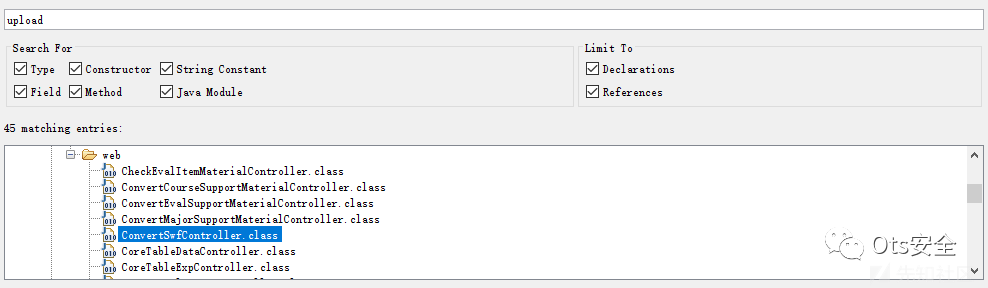 upload
Search For
Limit To
Type Constructor String Constant
Declarations
Field Method Java Module
References
45 matching entries:
web
CheckEvalItemMaterialController.class
ConvertCourseSupportMaterialController.class
ConvertEvalSupportMaterialController.class
ConvertMajorSupportMaterialController.class
ConvertSwfController.class
CoreTableDataController.class
CoreTableExpController.class
Ots安全